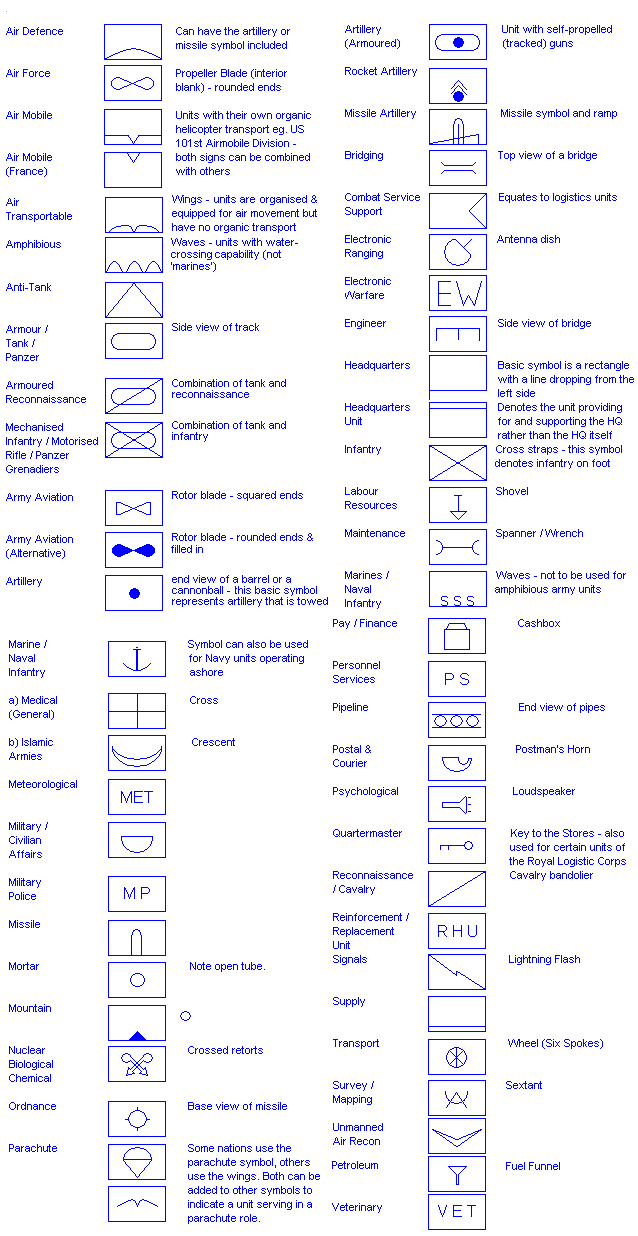 Air Defence
Can have the artillery or
missile symbol included
Air Force
Propeller Blade (interior
blank) - rounded ends
Air Mobile
Units with their own organic
helicopter transport eg. US
101st Airmobile Division -
both signs can be combined
with others
Air Mobile
(France)
Air
Transportable
Wings - units are organised &
equipped for air movement but
have no organic transport
Amphibious
Waves - units with water-
crossing capability (not
'marines')
Anti-Tank
Armour /
Tank /
Panzer
Side view of track
Armoured
Reconnaissance
Combination of tank and
reconnaissance
Mechanised
Infantry / Motorised
Rifle / Panzer
Grenadiers
Combination of tank and
infantry
Army Aviation
Rotor blade - squared ends
Army Aviation
(Alternative)
Rotor blade - rounded ends &
filled in
Artillery
end view of a barrel or a
cannonball - this basic symbol
represents artillery that is towed
Marine /
Naval
Infantry
Symbol can also be used
for Navy units operating
ashore
a) Medical
(General)
Cross
b) Islamic
Armies
Crescent
Meteorological
MET
Military /
Civilian
Affairs
Military
Police
M P
Missile
Mortar
Note open tube.
Mountain
Nuclear
Biological
Chemical
Crossed retorts
Ordnance
Base view of missile
Parachute
Some nations use the
parachute symbol, others
use the wings. Both can be
added to other symbols to
indicate a unit serving in a
parachute role.
Artillery
(Armoured)
Unit with self-propelled
(tracked) guns
Rocket Artillery
Missile Artillery
Missile symbol and ramp
Bridging
Top view of a bridge
Combat Service
Support
Equates to logistics units
Electronic
Ranging
Antenna dish
Electronic
Warfare
EW
Engineer
Side view of bridge
Headquarters
Basic symbol is a rectangle
with a line dropping from the
left side
Headquarters
Unit
Denotes the unit providing
for and supporting the HQ
rather than the HQ itself
Infantry
Cross straps - this symbol
denotes infantry on foot
Labour
Resources
Shovel
Maintenance
Spanner / Wrench
Marines /
Naval
Infantry
S S S
Waves - not to be used for
amphibious army units
Pay / Finance
Cashbox
Personnel
Services
P S
Pipeline
End view of pipes
Postal &
Courier
Postman's Horn
Psychological
Loudspeaker
Quartermaster
Key to the Stores - also
used for certain units of
the Royal Logistic Corps
Reconnaissance
/ Cavalry
Cavalry bandolier
Reinforcement /
Replacement
Unit
R H U
Signals
Lightning Flash
Supply
Transport
Wheel (Six Spokes)
Survey /
Mapping
Sextant
Unmanned
Air Recon
Petroleum
Fuel Funnel
Veterinary
V E T